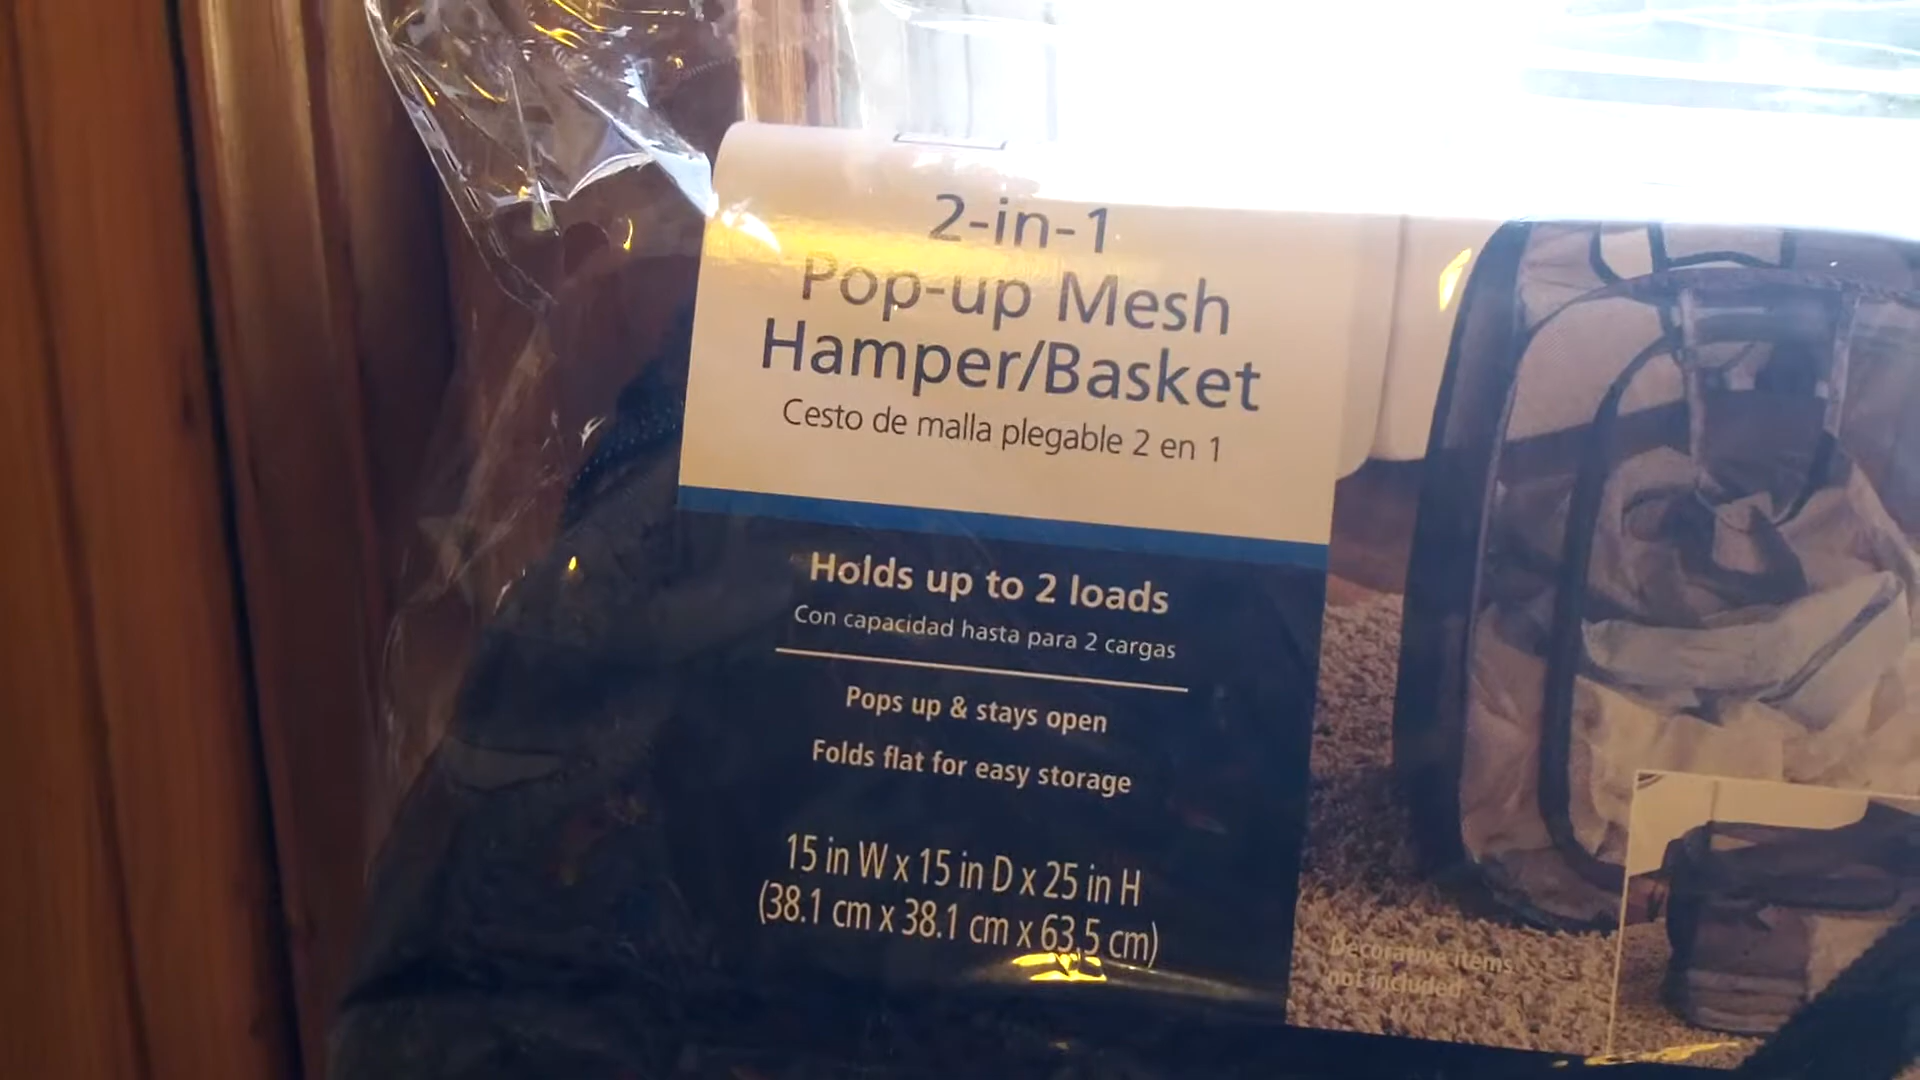 2-in-1
Pop-up Mesh
Hamper/Basket
Cesto de malla plegable 2 en 1
Holds up to 2 loads
Con capacidad hasta para 2 cargas
Pops up & stays open
Folds flat for easy storage
15 in W x 15 in D x 25 in H
(38.1 cm x 38.1 cm x 63.5 cm)
Decorative items
not included